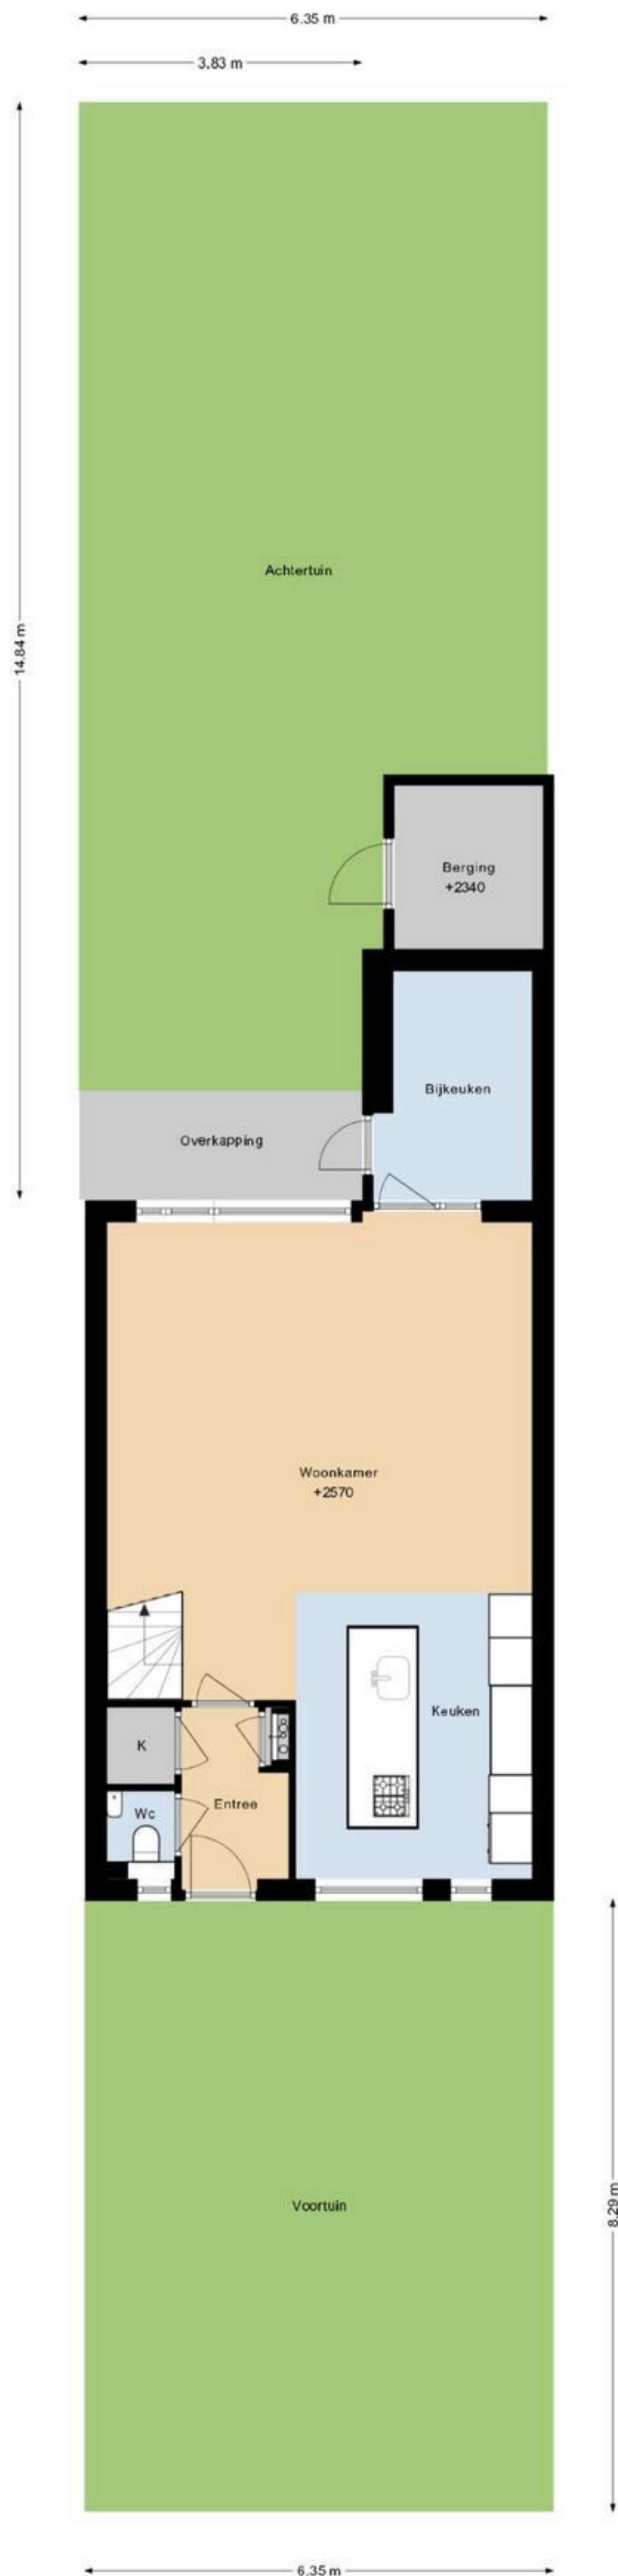 6.35 m
3.83 m
14.84 m
Achtertuin
Berging
+2340
Bijkeuken
Overkapping
Woonkamer
+2570
Keuken
K
Entree
Wc
Voortuin
8.29 m
6.35 m